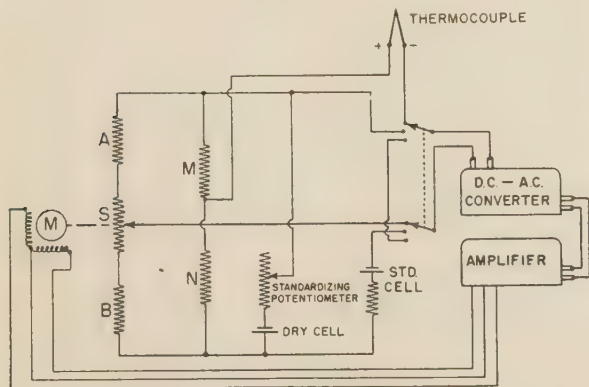 THERMOCOUPLE
+ -
A
M
S
M
D.C. – A.C.
CONVERTER
N
STANDARDIZING
POTENTIOMETER
STD.
CELL
AMPLIFIER
B
DRY CELL